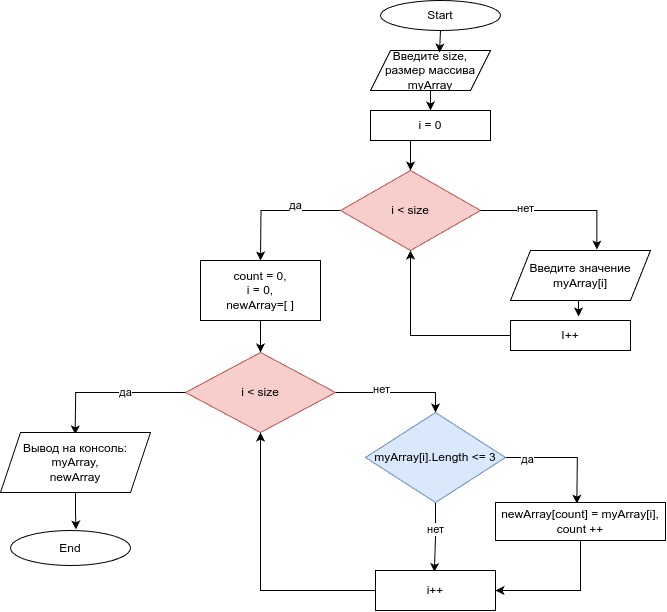 Start
Введите size,
размер массива
myArray
i = 0
i < size
да
нет
Введите значение
myArray[i]
I++
count = 0,
i = 0,
newArray=[ ]
i < size
да
нет
Вывод на консоль:
myArray,
newArray
End
myArray[i].Length <= 3
да
нет
newArray[count] = myArray[i],
count ++
i++